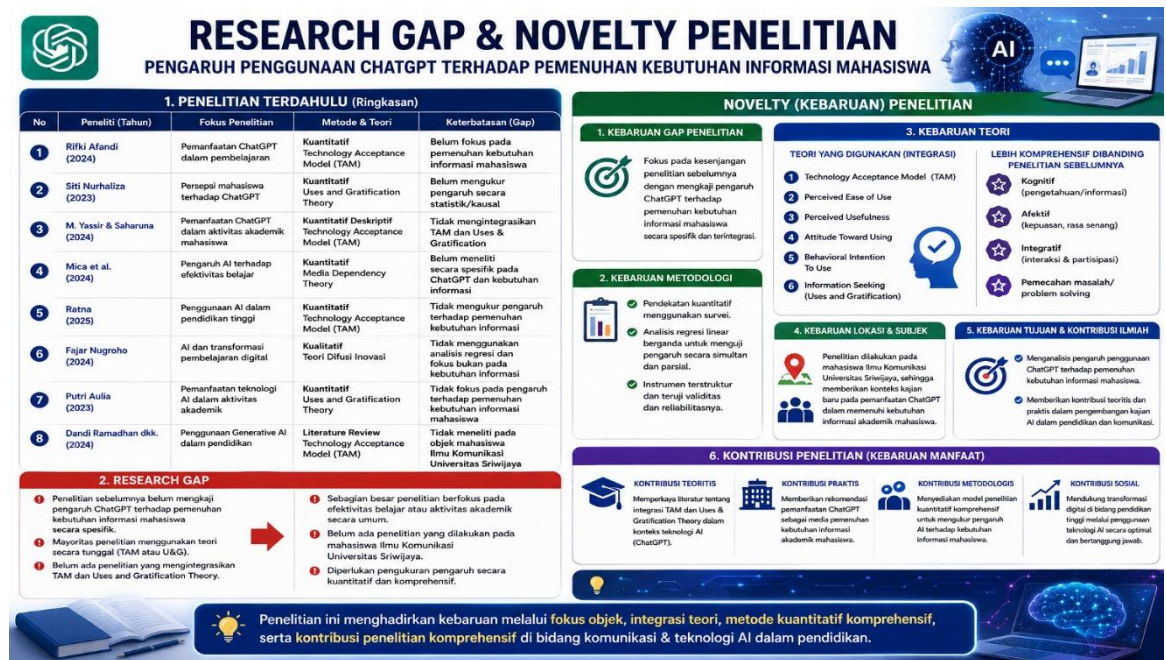 RESEARCH GAP & NOVELTY PENELITIAN
PENGARUH PENGGUNAAN CHATGPT TERHADAP PEMENUHAN KEBUTUHAN INFORMASI MAHASISWA
AI
1. PENELITIAN TERDAHULU (Ringkasan)
No
Peneliti (Tahun)
Fokus Penelitian
Metode & Teori
Keterbatasan (Gap)
1
Rifki Afandi
(2024)
Pemanfaatan ChatGPT
dalam pembelajaran
Kuantitatif
Technology Acceptance
Model (TAM)
Belum fokus pada
pemenuhan kebutuhan
informasi mahasiswa
2
Siti Nurhaliza
(2023)
Persepsi mahasiswa
terhadap ChatGPT
Kuantitatif
Uses and Gratification
Theory
Belum mengukur
pengaruh secara
statistik/kausal
3
M. Yassir & Saharuna
(2024)
Pemanfaatan ChatGPT
dalam aktivitas akademik
mahasiswa
Kuantitatif Deskriptif
Technology Acceptance
Model (TAM)
Tidak mengintegrasikan
TAM dan Uses &
Gratification
4
Mica et al.
(2024)
Pengaruh AI terhadap
efektivitas belajar
Kuantitatif
Media Dependency
Theory
Belum meneliti
secara spesifik pada
ChatGPT dan kebutuhan
informasi
5
Ratna
(2025)
Penggunaan AI dalam
pendidikan tinggi
Kuantitatif
Technology Acceptance
Model (TAM)
Tidak mengukur pengaruh
terhadap pemenuhan
kebutuhan informasi
6
Fajar Nugroho
(2024)
AI dan transformasi
pembelajaran digital
Kualitatif
Teori Difusi Inovasi
Tidak menggunakan
analisis regresi dan
fokus bukan pada
kebutuhan informasi
7
Putri Aulia
(2023)
Pemanfaatan teknologi
AI dalam aktivitas
akademik
Kuantitatif
Uses and Gratification
Theory
Tidak fokus pada pengaruh
terhadap pemenuhan
kebutuhan informasi
mahasiswa
8
Dandi Ramadhan dkk.
(2024)
Penggunaan Generative AI
dalam pendidikan
Literature Review
Technology Acceptance
Model (TAM)
Tidak meneliti pada
objek mahasiswa
Ilmu Komunikasi
Universitas Sriwijaya
2. RESEARCH GAP
Penelitian sebelumnya belum mengkaji
pengaruh ChatGPT terhadap pemenuhan
kebutuhan informasi mahasiswa
secara spesifik.
Mayoritas penelitian menggunakan teori
secara tunggal (TAM atau U&G).
Belum ada penelitian yang mengintegrasikan
TAM dan Uses and Gratification Theory.
Sebagian besar penelitian berfokus pada
efektivitas belajar atau aktivitas akademik
secara umum.
Belum ada penelitian yang dilakukan pada
mahasiswa Ilmu Komunikasi
Universitas Sriwijaya.
Diperlukan pengukuran pengaruh secara
kuantitatif dan komprehensif.
NOVELTY (KEBARUAN) PENELITIAN
1. KEBARUAN GAP PENELITIAN
Fokus pada kesenjangan
penelitian sebelumnya
dengan mengkaji pengaruh
ChatGPT terhadap
pemenuhan kebutuhan
informasi mahasiswa
secara spesifik dan terintegrasi.
2. KEBARUAN METODOLOGI
Pendekatan kuantitatif
menggunakan survei.
Analisis regresi linear
berganda untuk menguji
pengaruh secara simultan
dan parsial.
Instrumen terstruktur
dan teruji validitas
dan reliabilitasnya.
3. KEBARUAN TEORI
TEORI YANG DIGUNAKAN (INTEGRASI)
1 Technology Acceptance Model (TAM)
2 Perceived Ease of Use
3 Perceived Usefulness
4 Attitude Toward Using
5 Behavioral Intention
To Use
6 Information Seeking
(Uses and Gratification)
LEBIH KOMPREHENSIF DIBANDING
PENELITIAN SEBELUMNYA
Kognitif
(pengetahuan/informasi)
Afektif
(kepuasan, rasa senang)
Integratif
(interaksi & partisipasi)
Pemecahan masalah/
problem solving
4. KEBARUAN LOKASI & SUBJEK
Penelitian dilakukan pada
mahasiswa Ilmu Komunikasi
Universitas Sriwijaya, sehingga
memberikan konteks kajian
baru pada pemanfaatan ChatGPT
dalam memenuhi kebutuhan
informasi akademik mahasiswa.
5. KEBARUAN TUJUAN & KONTRIBUSI ILMIAH
Menganalisis pengaruh penggunaan
ChatGPT terhadap pemenuhan
kebutuhan informasi mahasiswa.
Memberikan kontribusi teoritis dan
praktis dalam pengembangan kajian
AI dalam pendidikan dan komunikasi.
6. KONTRIBUSI PENELITIAN (KEBARUAN MANFAAT)
KONTRIBUSI TEORITIS
Memperkaya literatur tentang
integrasi TAM dan Uses &
Gratification Theory dalam
konteks teknologi AI
(ChatGPT).
KONTRIBUSI PRAKTIS
Memberikan rekomendasi
pemanfaatan ChatGPT
sebagai media pemenuhan
kebutuhan informasi
akademik mahasiswa.
KONTRIBUSI METODOLOGIS
Menyediakan model penelitian
kuantitatif komprehensif
untuk mengukur pengaruh
AI terhadap kebutuhan
informasi mahasiswa.
KONTRIBUSI SOSIAL
Mendukung transformasi
digital di bidang pendidikan
tinggi melalui penggunaan
teknologi AI secara optimal
dan bertanggung jawab.
Penelitian ini menghadirkan kebaruan melalui fokus objek, integrasi teori, metode kuantitatif komprehensif,
serta kontribusi penelitian komprehensif di bidang komunikasi & teknologi AI dalam pendidikan.